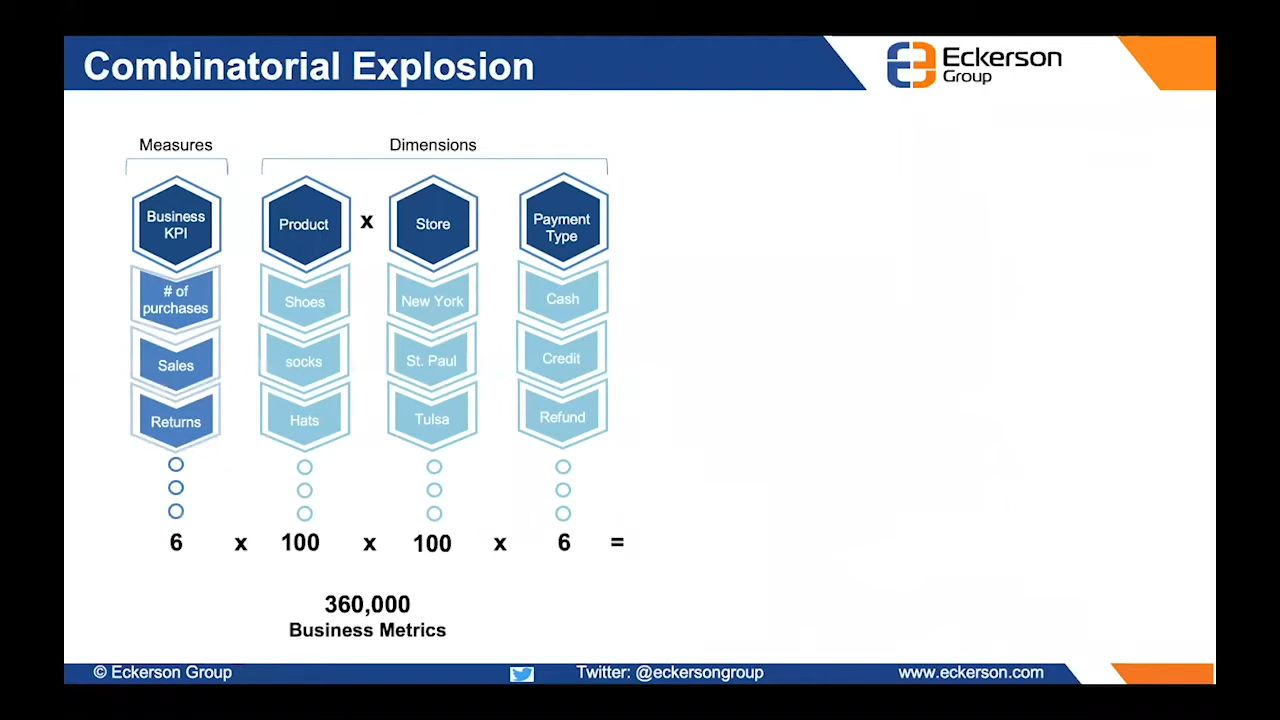 Combinatorial Explosion
Eckerson
Group
Measures
Dimensions
Business
KPI
Product
x
Store
Payment
Type
# of
purchases
Shoes
New York
Cash
Sales
socks
St. Paul
Credit
Returns
Hats
Tulsa
Refund
6 x 100 x 100 x 6 =
360,000
Business Metrics
© Eckerson Group
Twitter: @eckersongroup
www.eckerson.com